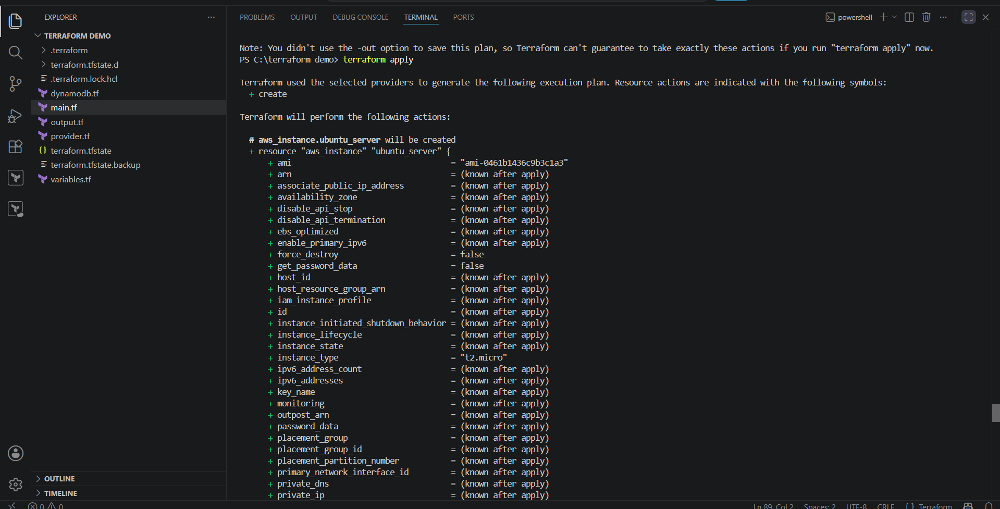 EXPLORER
TERRAFORM DEMO
.terraform
terraform.tfstate.d
.terraform.lock.hcl
dynamodb.tf
main.tf
output.tf
provider.tf
terraform.tfstate
terraform.tfstate.backup
variables.tf
OUTLINE
TIMELINE
PROBLEMS OUTPUT DEBUG CONSOLE TERMINAL PORTS
powershell
Note: You didn't use the -out option to save this plan, so Terraform can't guarantee to take exactly these actions if you run "terraform apply" now.
PS C:\terraform demo> terraform apply
Terraform used the selected providers to generate the following execution plan. Resource actions are indicated with the following symbols:
+ create
Terraform will perform the following actions:
# aws_instance.ubuntu_server will be created
+ resource "aws_instance" "ubuntu_server" {
+ ami = "ami-0461b1436c9b3c1a3"
+ arn = (known after apply)
+ associate_public_ip_address = (known after apply)
+ availability_zone = (known after apply)
+ disable_api_stop = (known after apply)
+ disable_api_termination = (known after apply)
+ ebs_optimized = (known after apply)
+ enable_primary_ipv6 = (known after apply)
+ force_destroy = false
+ get_password_data = false
+ host_id = (known after apply)
+ host_resource_group_arn = (known after apply)
+ iam_instance_profile = (known after apply)
+ id = (known after apply)
+ instance_initiated_shutdown_behavior = (known after apply)
+ instance_lifecycle = (known after apply)
+ instance_state = (known after apply)
+ instance_type = "t2.micro"
+ ipv6_address_count = (known after apply)
+ ipv6_addresses = (known after apply)
+ key_name = (known after apply)
+ monitoring = (known after apply)
+ outpost_arn = (known after apply)
+ password_data = (known after apply)
+ placement_group = (known after apply)
+ placement_group_id = (known after apply)
+ placement_partition_number = (known after apply)
+ primary_network_interface_id = (known after apply)
+ private_dns = (known after apply)
+ private_ip = (known after apply)
0 0 Ln 89, Col 2 Spaces: 2 UTF-8 CRLF { } Terraform